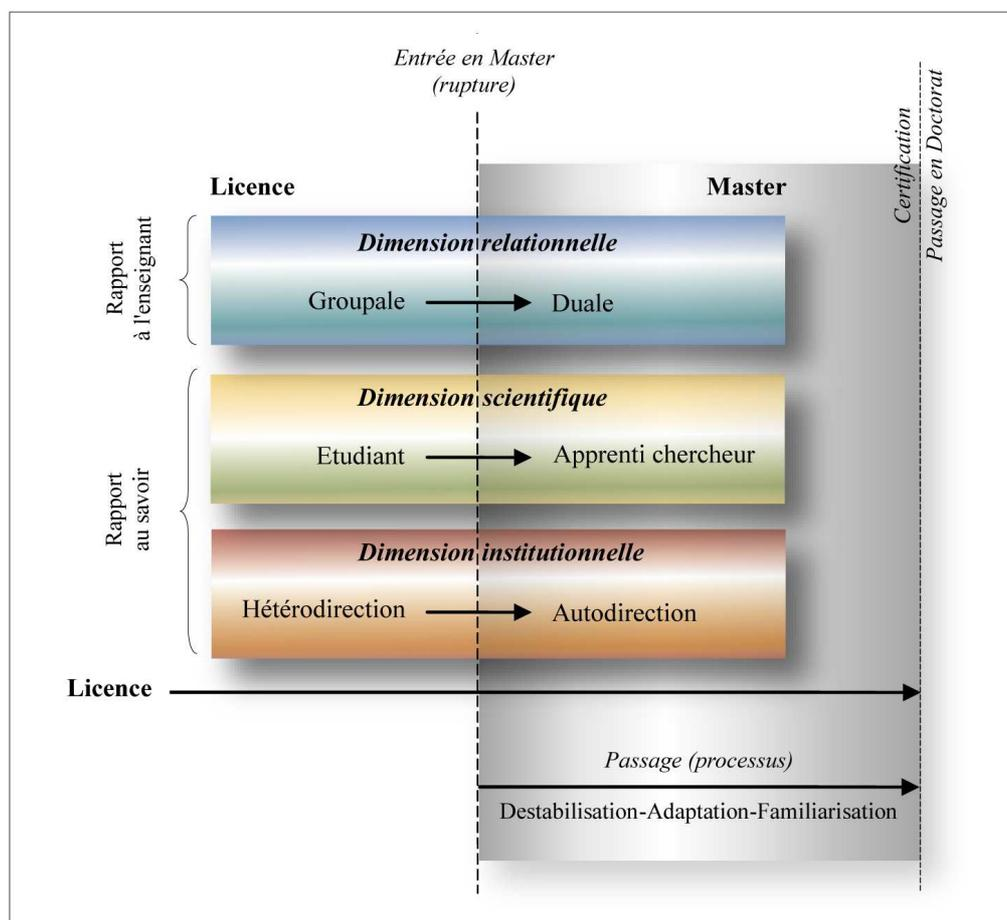 Entrée en Master
(rupture)
Certification
Passage en Doctorat
Licence
Master
Rapport
à l'enseignant
Dimension relationnelle
Groupale
Duale
Rapport
au savoir
Dimension scientifique
Etudiant
Apprenti chercheur
Dimension institutionnelle
Hétérodirection
Autodirection
Licence
Passage (processus)
Destabilisation-Adaptation-Familiarisation